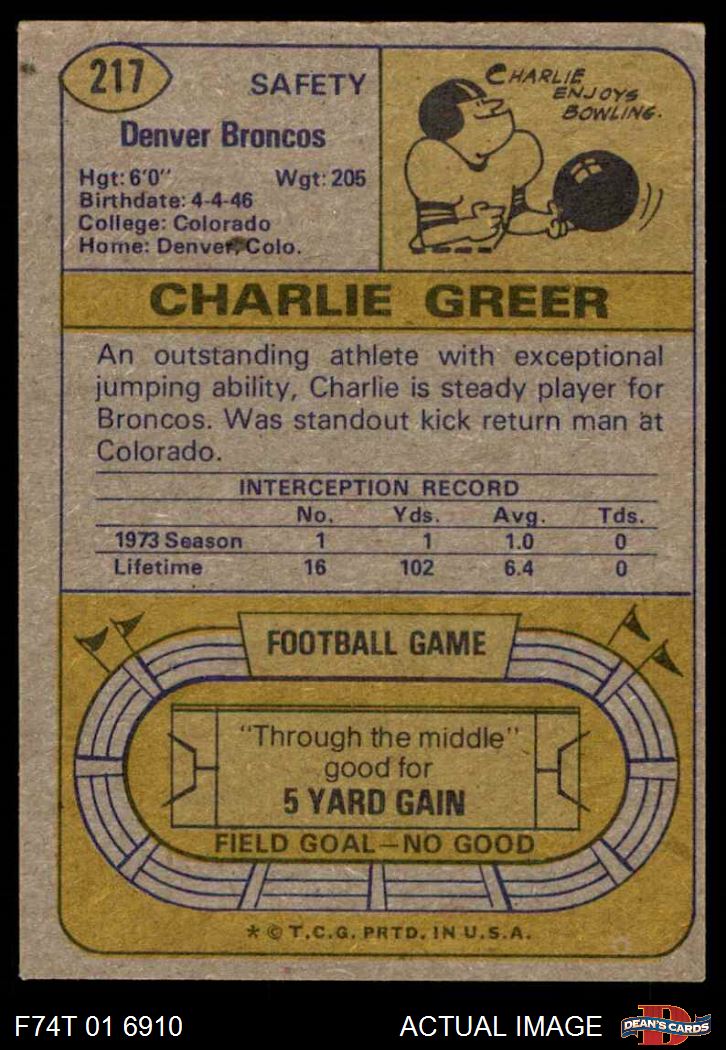 217
SAFETY
Denver Broncos
Hgt: 6'0" Wgt: 205
Birthdate: 4-4-46
College: Colorado
Home: Denver, Colo.
CHARLIE
ENJOYS
BOWLING.
CHARLIE GREER
An outstanding athlete with exceptional
jumping ability, Charlie is steady player for
Broncos. Was standout kick return man at
Colorado.
INTERCEPTION RECORD
No. Yds. Avg. Tds.
1973 Season 1 1 1.0 0
Lifetime 16 102 6.4 0
FOOTBALL GAME
"Through the middle"
good for
5 YARD GAIN
FIELD GOAL—NO GOOD
* © T.C.G. PRTD. IN U.S.A.
F74T 01 6910 ACTUAL IMAGE
D
DEAN'S CARDS